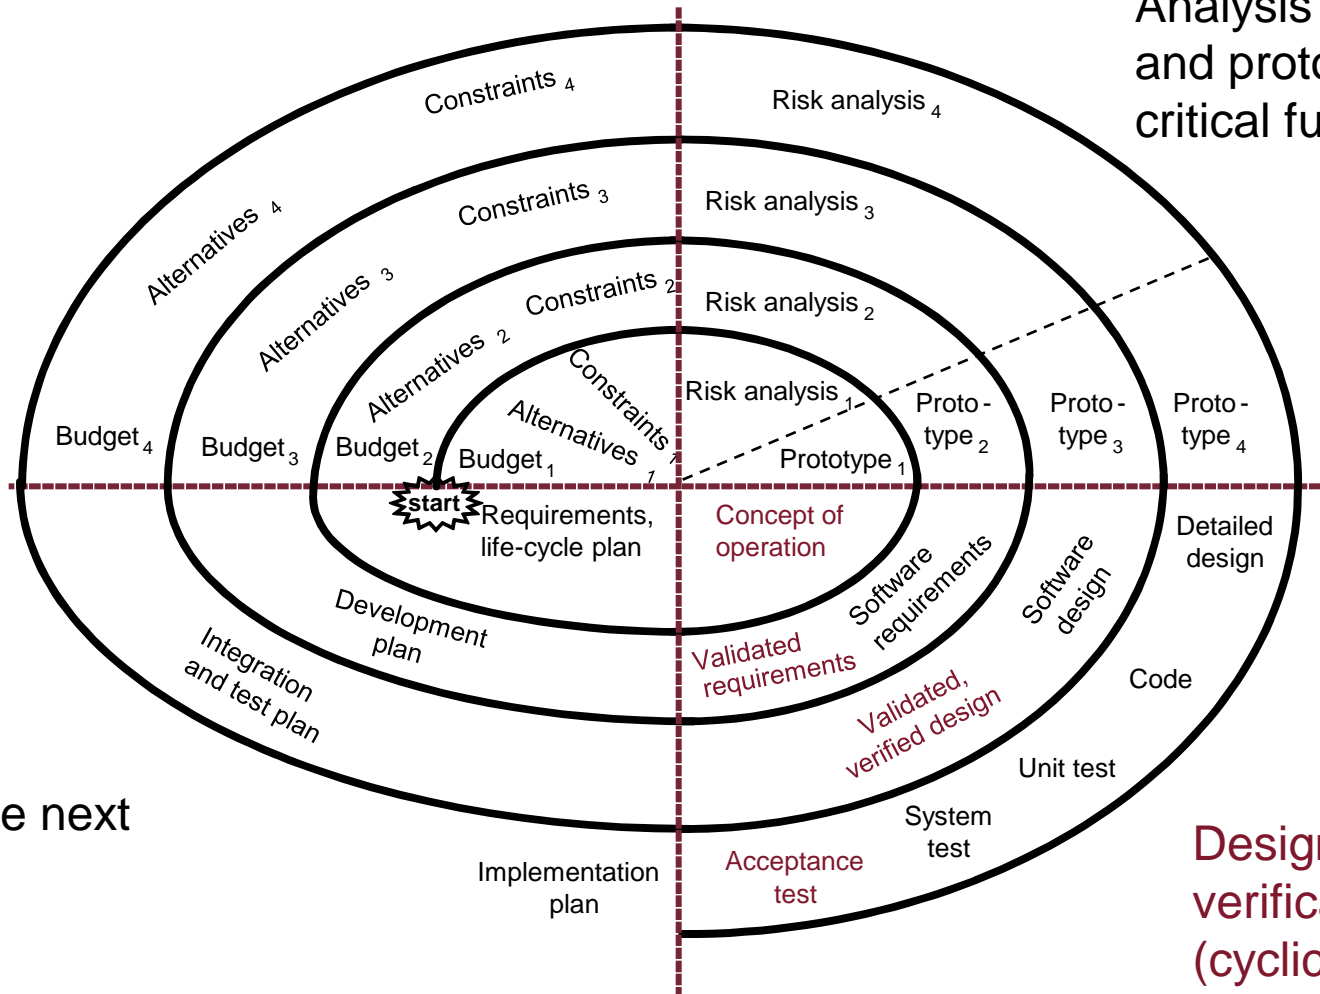 Analysis
and proto
critical fu
Constraints 4
Risk analysis 4
Alternatives 4
Constraints 3
Risk analysis 3
Alternatives 3
Constraints 2
Risk analysis 2
Alternatives 2
Constraints 1
Risk analysis 1
Alternatives 1
Budget 4
Budget 3
Budget 2
Budget 1
Prototype 1
Proto-
type 2
Proto-
type 3
Proto-
type 4
start
Requirements,
life-cycle plan
Concept of
operation
Software
requirements
Software
design
Detailed
design
Development
plan
Validated
requirements
Integration
and test plan
Validated,
verified design
Code
Unit test
System
test
e next
Implementation
plan
Acceptance
test
Design
verifica
(cyclic